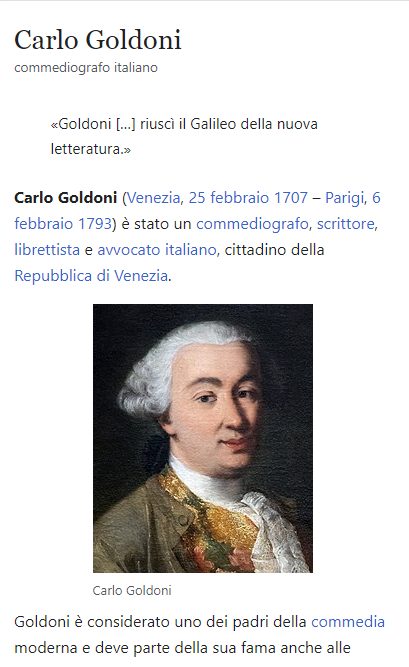 Carlo Goldoni
commediografo italiano
«Goldoni [...] riuscì il Galileo della nuova
letteratura.»
Carlo Goldoni (Venezia, 25 febbraio 1707 – Parigi, 6
febbraio 1793) è stato un commediografo, scrittore,
librettista e avvocato italiano, cittadino della
Repubblica di Venezia.
Carlo Goldoni
Goldoni è considerato uno dei padri della commedia
moderna e deve parte della sua fama anche alle